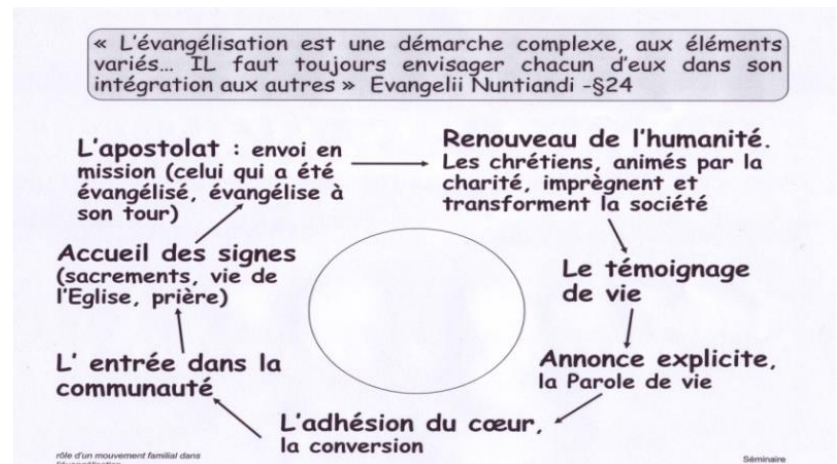 « L'évangélisation est une démarche complexe, aux éléments
variés... IL faut toujours envisager chacun d'eux dans son
intégration aux autres » Evangelii Nuntiandi -§24
L'apostolat : envoi en
mission (celui qui a été
évangélisé, évangélise à
son tour)
Renouveau de l'humanité.
Les chrétiens, animés par la
charité, imprègnent et
transforment la société
Le témoignage
de vie
Annonce explicite,
la Parole de vie
L'adhésion du cœur,
la conversion
L' entrée dans la
communauté
Accueil des signes
(sacrements, vie de
l'Eglise, prière)
rôle d'un mouvement familial dans
Séminaire